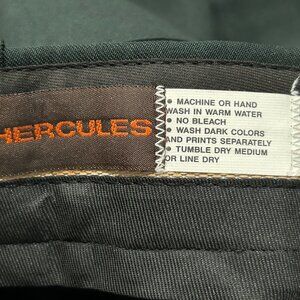 HERCULES
• MACHINE OR HAND
WASH IN WARM WATER
• NO BLEACH
• WASH DARK COLORS
AND PRINTS SEPARATELY
• TUMBLE DRY MEDIUM
OR LINE DRY